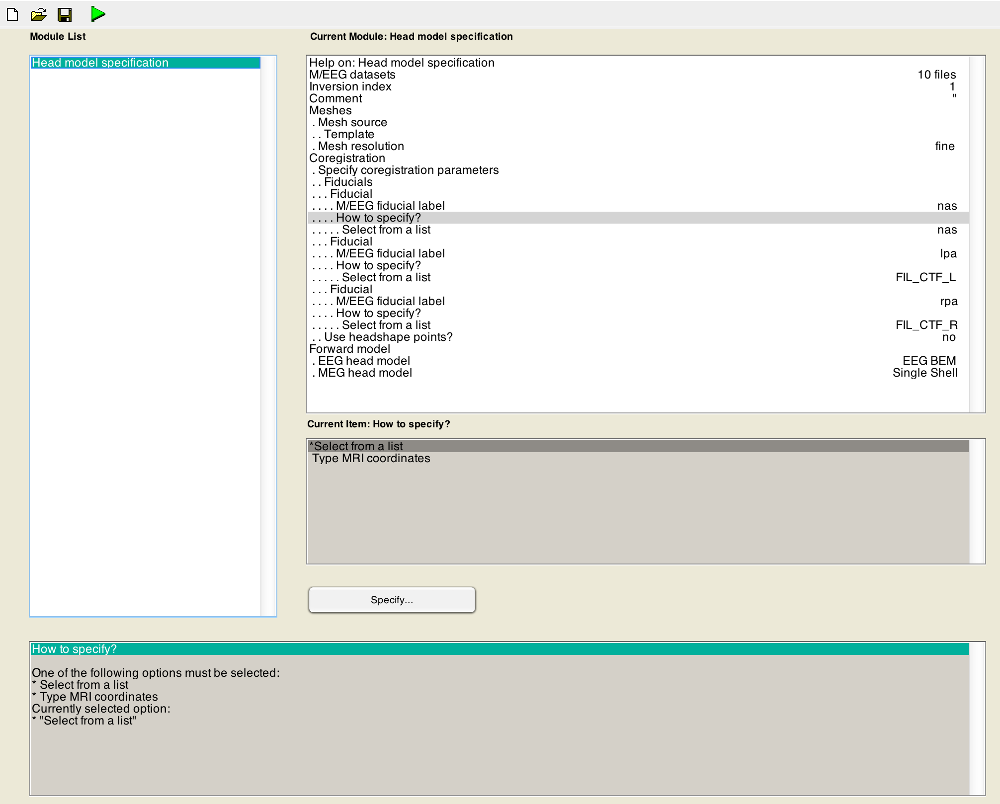 Module List
Head model specification
Current Module: Head model specification
Help on: Head model specification
M/EEG datasets 10 files
Inversion index 1
Comment "
Meshes
. Mesh source
. . Template
. Mesh resolution fine
Coregistration
. Specify coregistration parameters
. . Fiducials
. . . Fiducial
. . . . M/EEG fiducial label nas
. . . . How to specify?
. . . . . Select from a list nas
. . . Fiducial
. . . . M/EEG fiducial label lpa
. . . . How to specify?
. . . . . Select from a list FIL_CTF_L
. . . Fiducial
. . . . M/EEG fiducial label rpa
. . . . How to specify?
. . . . . Select from a list FIL_CTF_R
. . Use headshape points? no
Forward model
. EEG head model EEG BEM
. MEG head model Single Shell
Current Item: How to specify?
*Select from a list
Type MRI coordinates
Specify...
How to specify?
One of the following options must be selected:
* Select from a list
* Type MRI coordinates
Currently selected option:
* "Select from a list"